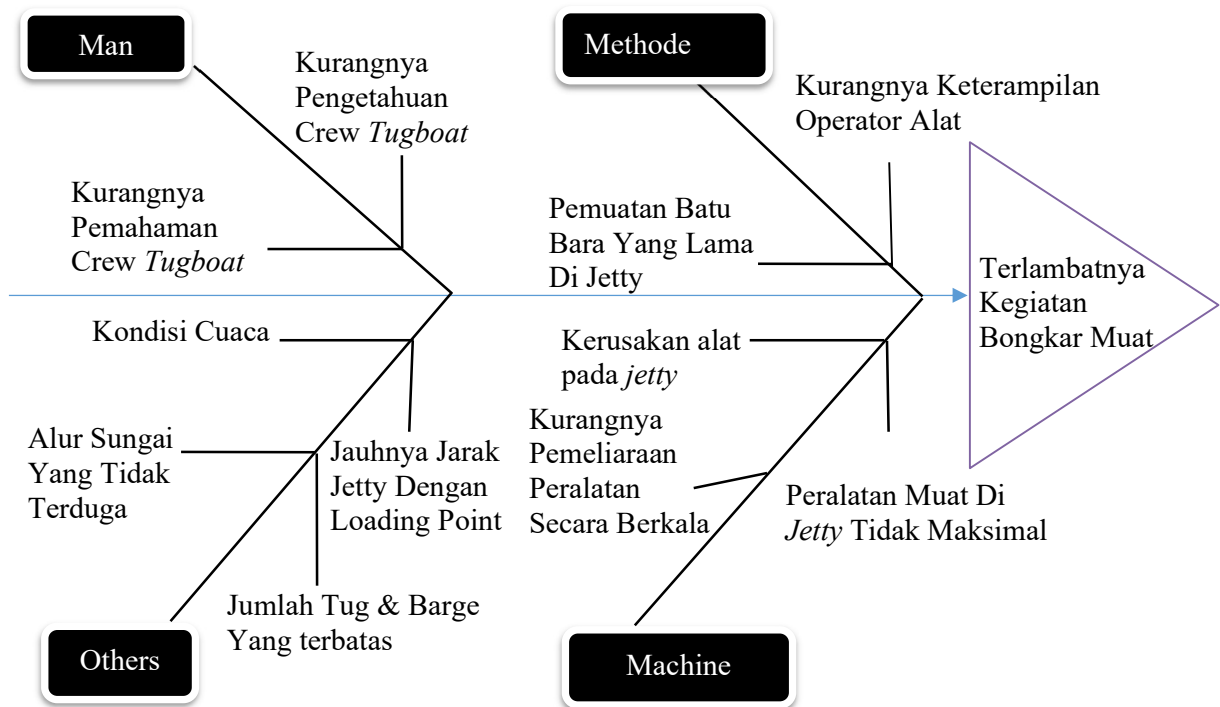 Man
Kurangnya
Pengetahuan
Crew Tugboat
Kurangnya
Pemahaman
Crew Tugboat
Methode
Kurangnya Keterampilan
Operator Alat
Pemuatan Batu
Bara Yang Lama
Di Jetty
Terlambatnya
Kegiatan
Bongkar Muat
Kondisi Cuaca
Alur Sungai
Yang Tidak
Terduga
Jauhnya Jarak
Jetty Dengan
Loading Point
Jumlah Tug & Barge
Yang terbatas
Others
Kerusakan alat
pada jetty
Kurangnya
Pemeliaraan
Peralatan
Secara Berkala
Peralatan Muat Di
Jetty Tidak Maksimal
Machine